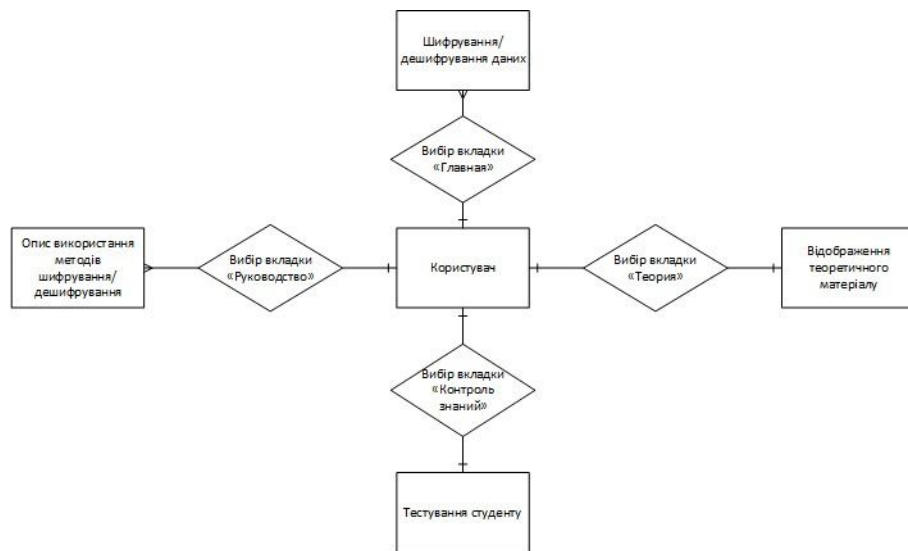 Шифрування/
дешифрування даних
Вибір вкладки
«Главная»
Опис використання
методів
шифрування/
дешифрування
Вибір вкладки
«Руководство»
Користувач
Вибір вкладки
«Теория»
Відображення
теоретичного
матеріалу
Вибір вкладки
«Контроль
знаний»
Тестування студенту